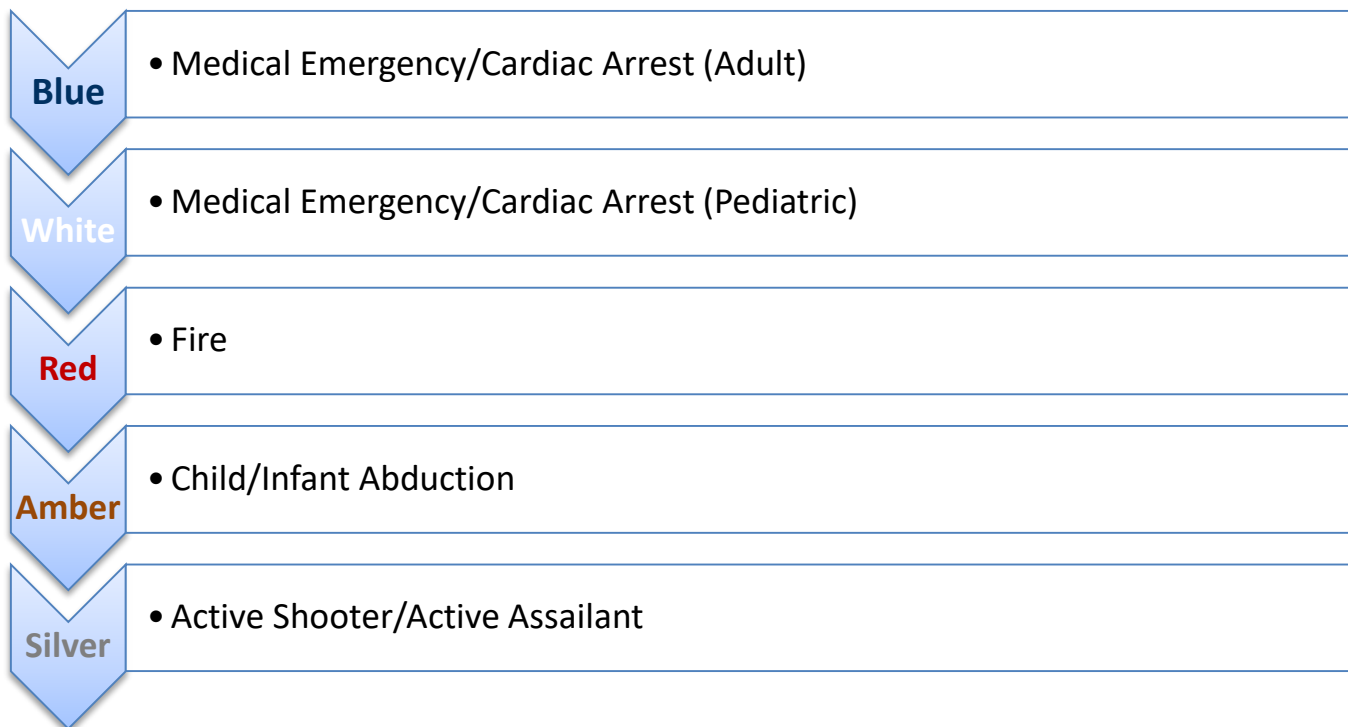 Blue
• Medical Emergency/Cardiac Arrest (Adult)
White
• Medical Emergency/Cardiac Arrest (Pediatric)
Red
• Fire
Amber
• Child/Infant Abduction
Silver
• Active Shooter/Active Assailant